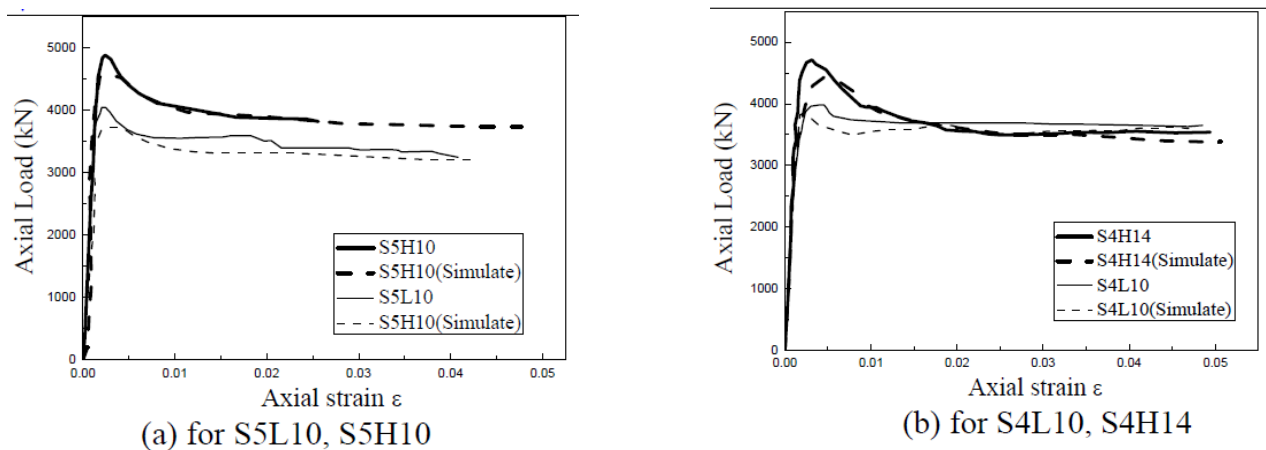 5000
4000
3000
2000
1000
0
0.00
0.01
0.02
0.03
0.04
0.05
Axial Load (kN)
Axial strain ε
S5H10
S5H10(Simulate)
S5L10
S5H10(Simulate)
(a) for S5L10, S5H10
5000
4000
3000
2000
1000
0
0.00
0.01
0.02
0.03
0.04
0.05
Axial Load (kN)
Axial strain ε
S4H14
S4H14(Simulate)
S4L10
S4L10(Simulate)
(b) for S4L10, S4H14